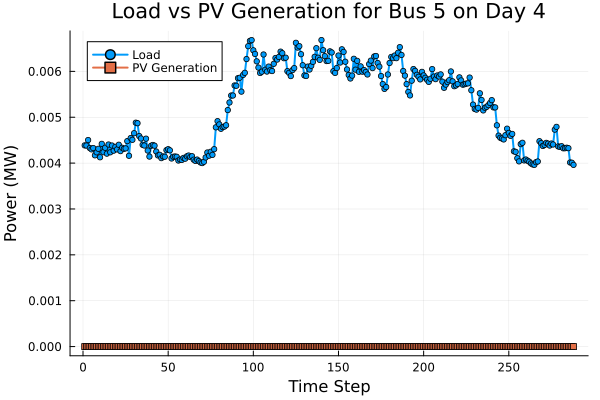 Load vs PV Generation for Bus 5 on Day 4
Load
PV Generation
Power (MW)
0.006
0.005
0.004
0.003
0.002
0.001
0.000
0 50 100 150 200 250
Time Step